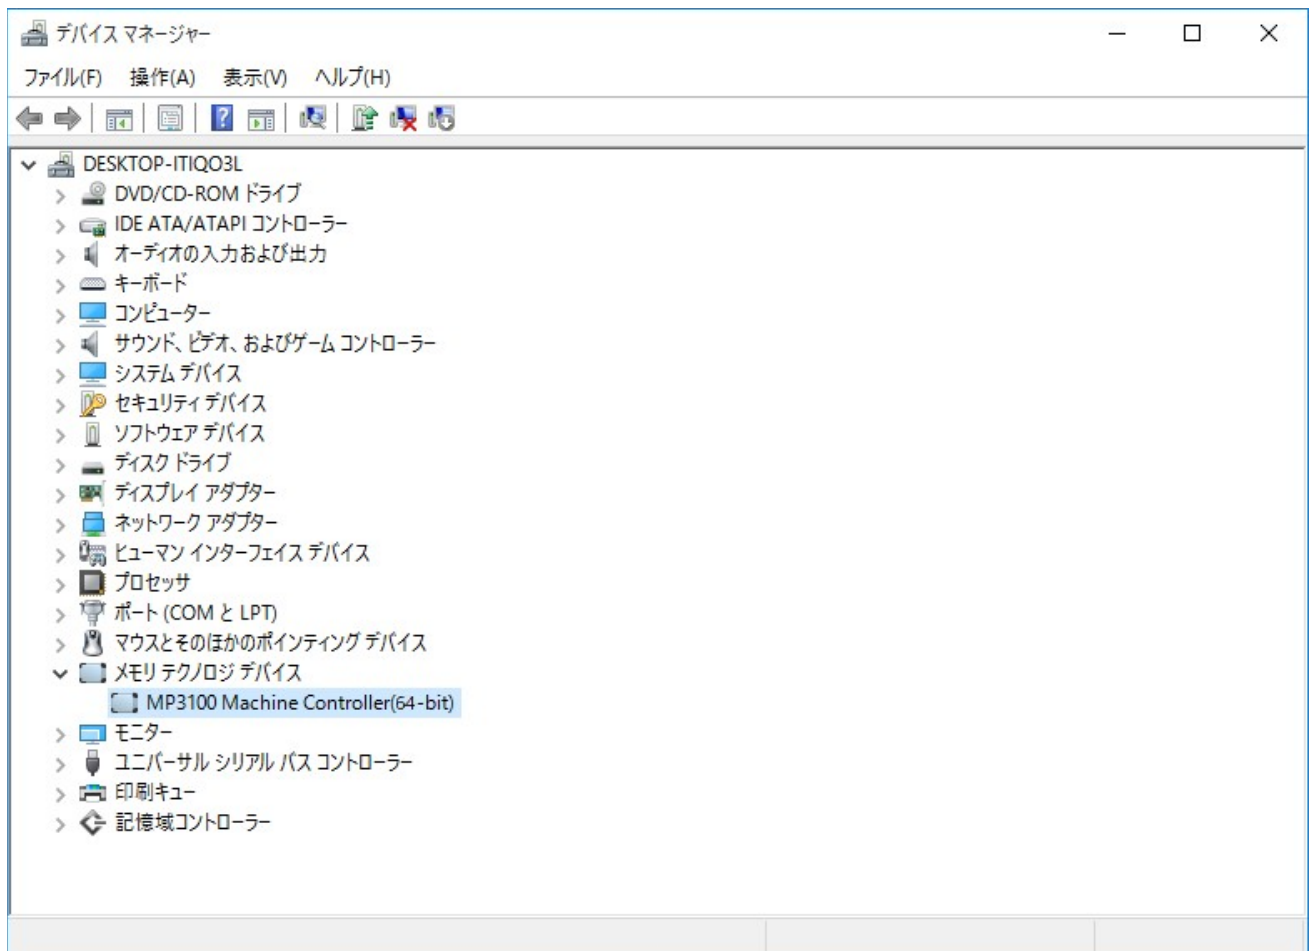 デバイス マネージャー
ファイル(F) 操作(A) 表示(V) ヘルプ(H)
DESKTOP-ITIQO3L
DVD/CD-ROM ドライブ
IDE ATA/ATAPI コントローラー
オーディオの入力および出力
キーボード
コンピューター
サウンド、ビデオ、およびゲーム コントローラー
システム デバイス
セキュリティ デバイス
ソフトウェア デバイス
ディスク ドライブ
ディスプレイ アダプター
ネットワーク アダプター
ヒューマン インターフェイス デバイス
プロセッサ
ポート (COM と LPT)
マウスとそのほかのポインティング デバイス
メモリ テクノロジ デバイス
MP3100 Machine Controller(64-bit)
モニター
ユニバーサル シリアル バス コントローラー
印刷キュー
記憶域コントローラー